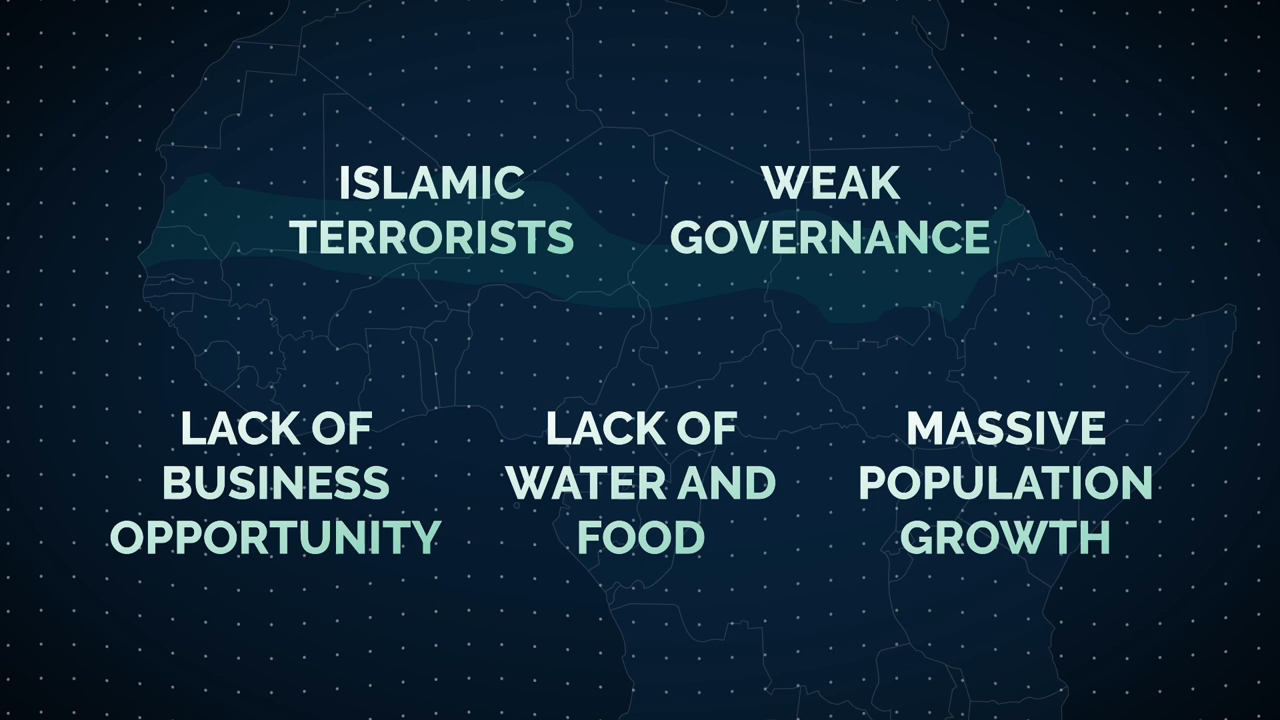 ISLAMIC
TERRORISTS
WEAK
GOVERNANCE
LACK OF
BUSINESS
OPPORTUNITY
LACK OF
WATER AND
FOOD
MASSIVE
POPULATION
GROWTH